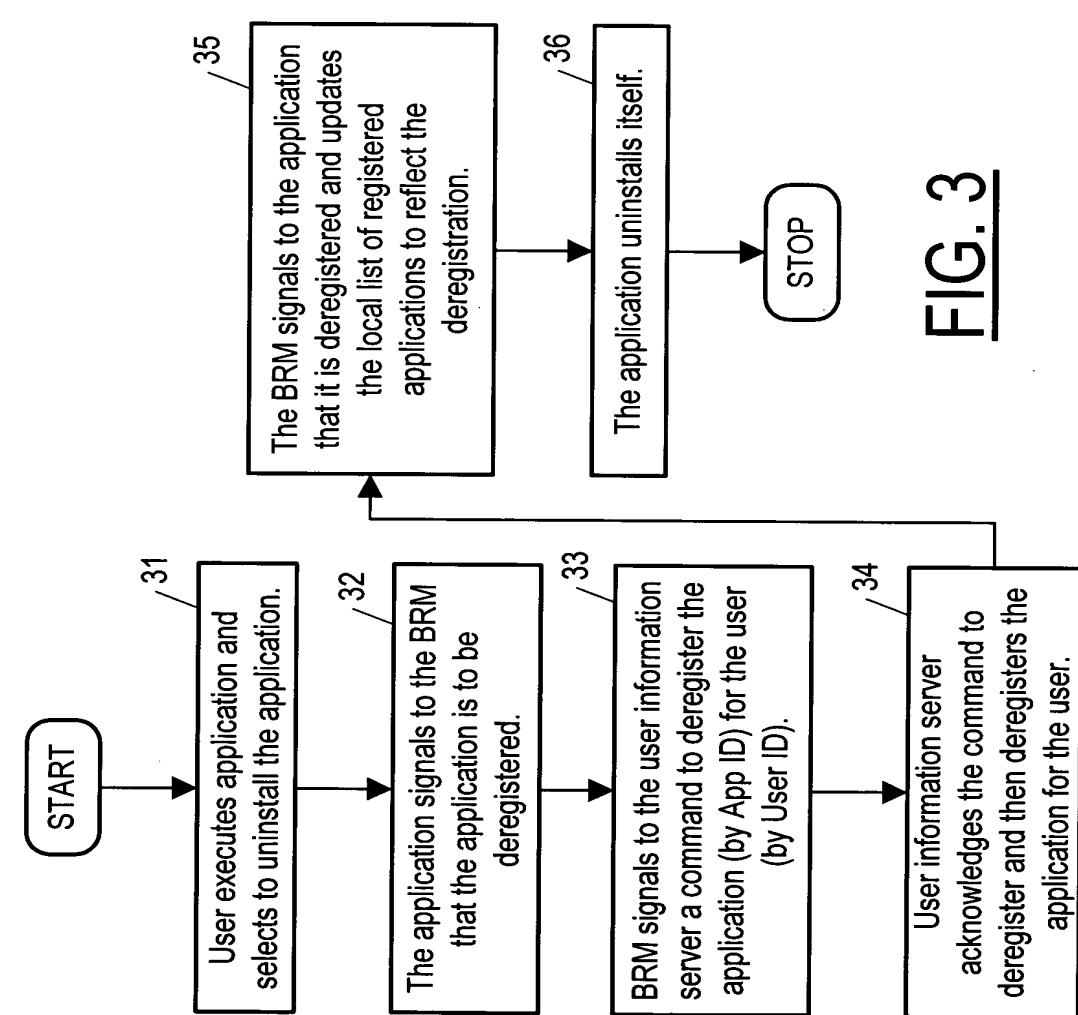 START
31
User executes application and
selects to uninstall the application.
32
The application signals to the BRM
that the application is to be
deregistered.
33
BRM signals to the user information
server a command to deregister the
application (by App ID) for the user
(by User ID).
34
User information server
acknowledges the command to
deregister and then deregisters the
application for the user.
35
The BRM signals to the application
that it is deregistered and updates
the local list of registered
applications to reflect the
deregistration.
36
The application uninstalls itself.
STOP
FIG. 3